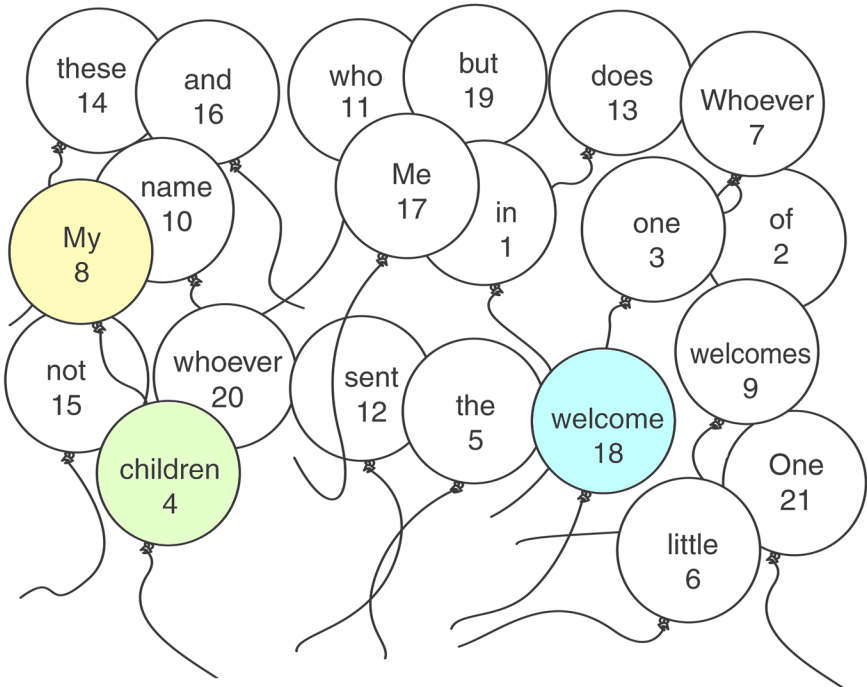 these
14
and
16
who
11
but
19
does
13
Whoever
7
name
10
Me
17
in
1
one
3
of
2
My
8
not
15
whoever
20
sent
12
the
5
welcome
18
welcomes
9
children
4
little
6
One
21